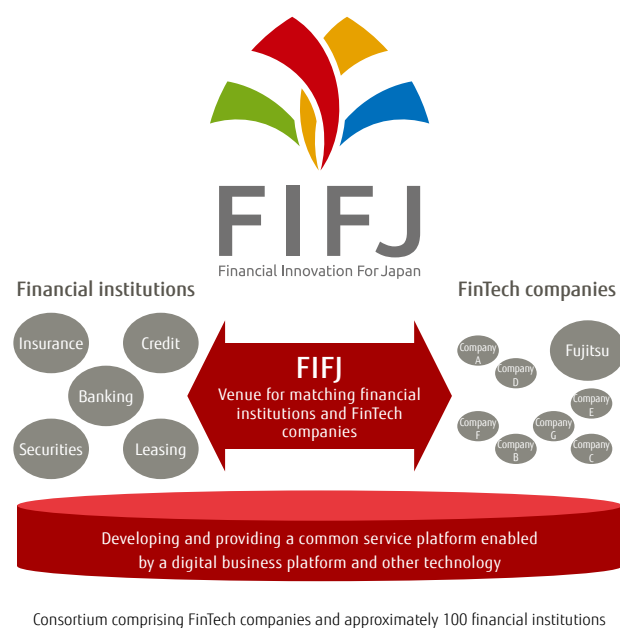 FIFJ
Financial Innovation For Japan
Financial institutions
FinTech companies
Insurance
Credit
Banking
Securities
Leasing
FIFJ
Venue for matching financial
institutions and FinTech
companies
Company
A
Company
D
Fujitsu
Company
E
Company
F
Company
G
Company
B
Company
C
Developing and providing a common service platform enabled
by a digital business platform and other technology
Consortium comprising FinTech companies and approximately 100 financial institutions